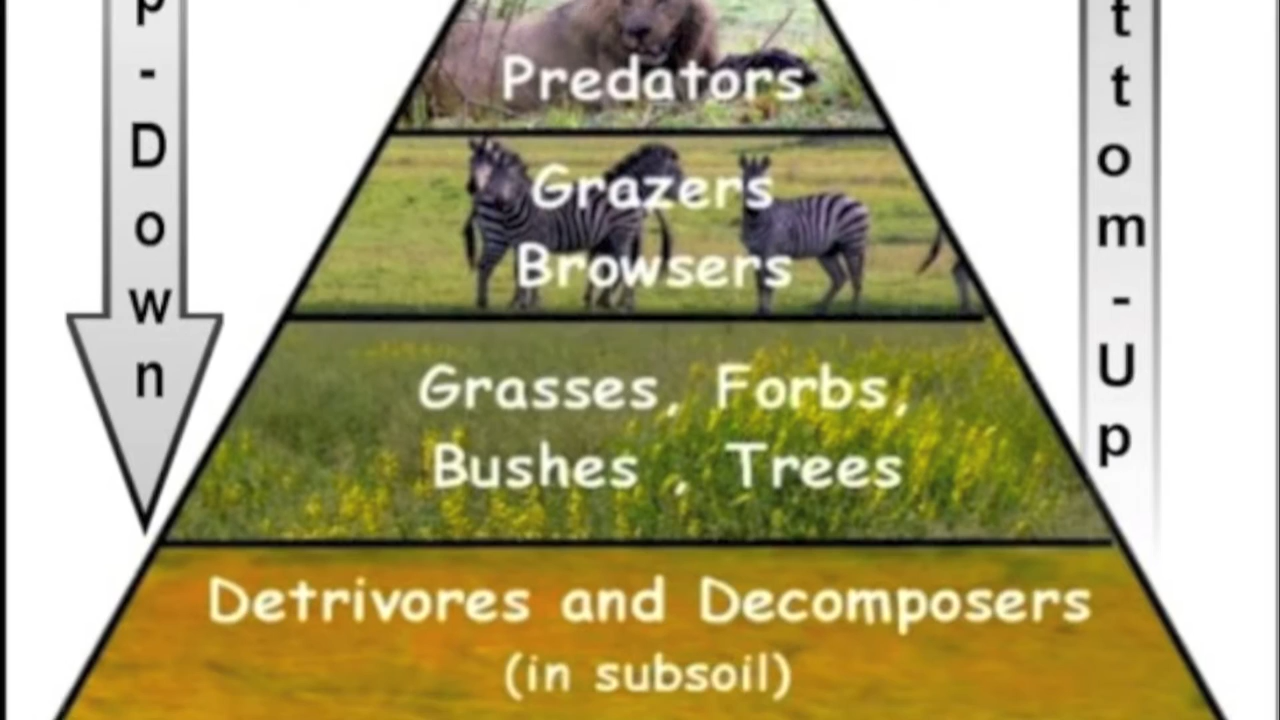 p-Down
Predators
Grazers
Browsers
Grasses, Forbs,
Bushes , Trees
Detrivores and Decomposers
(in subsoil)
ttom-Up